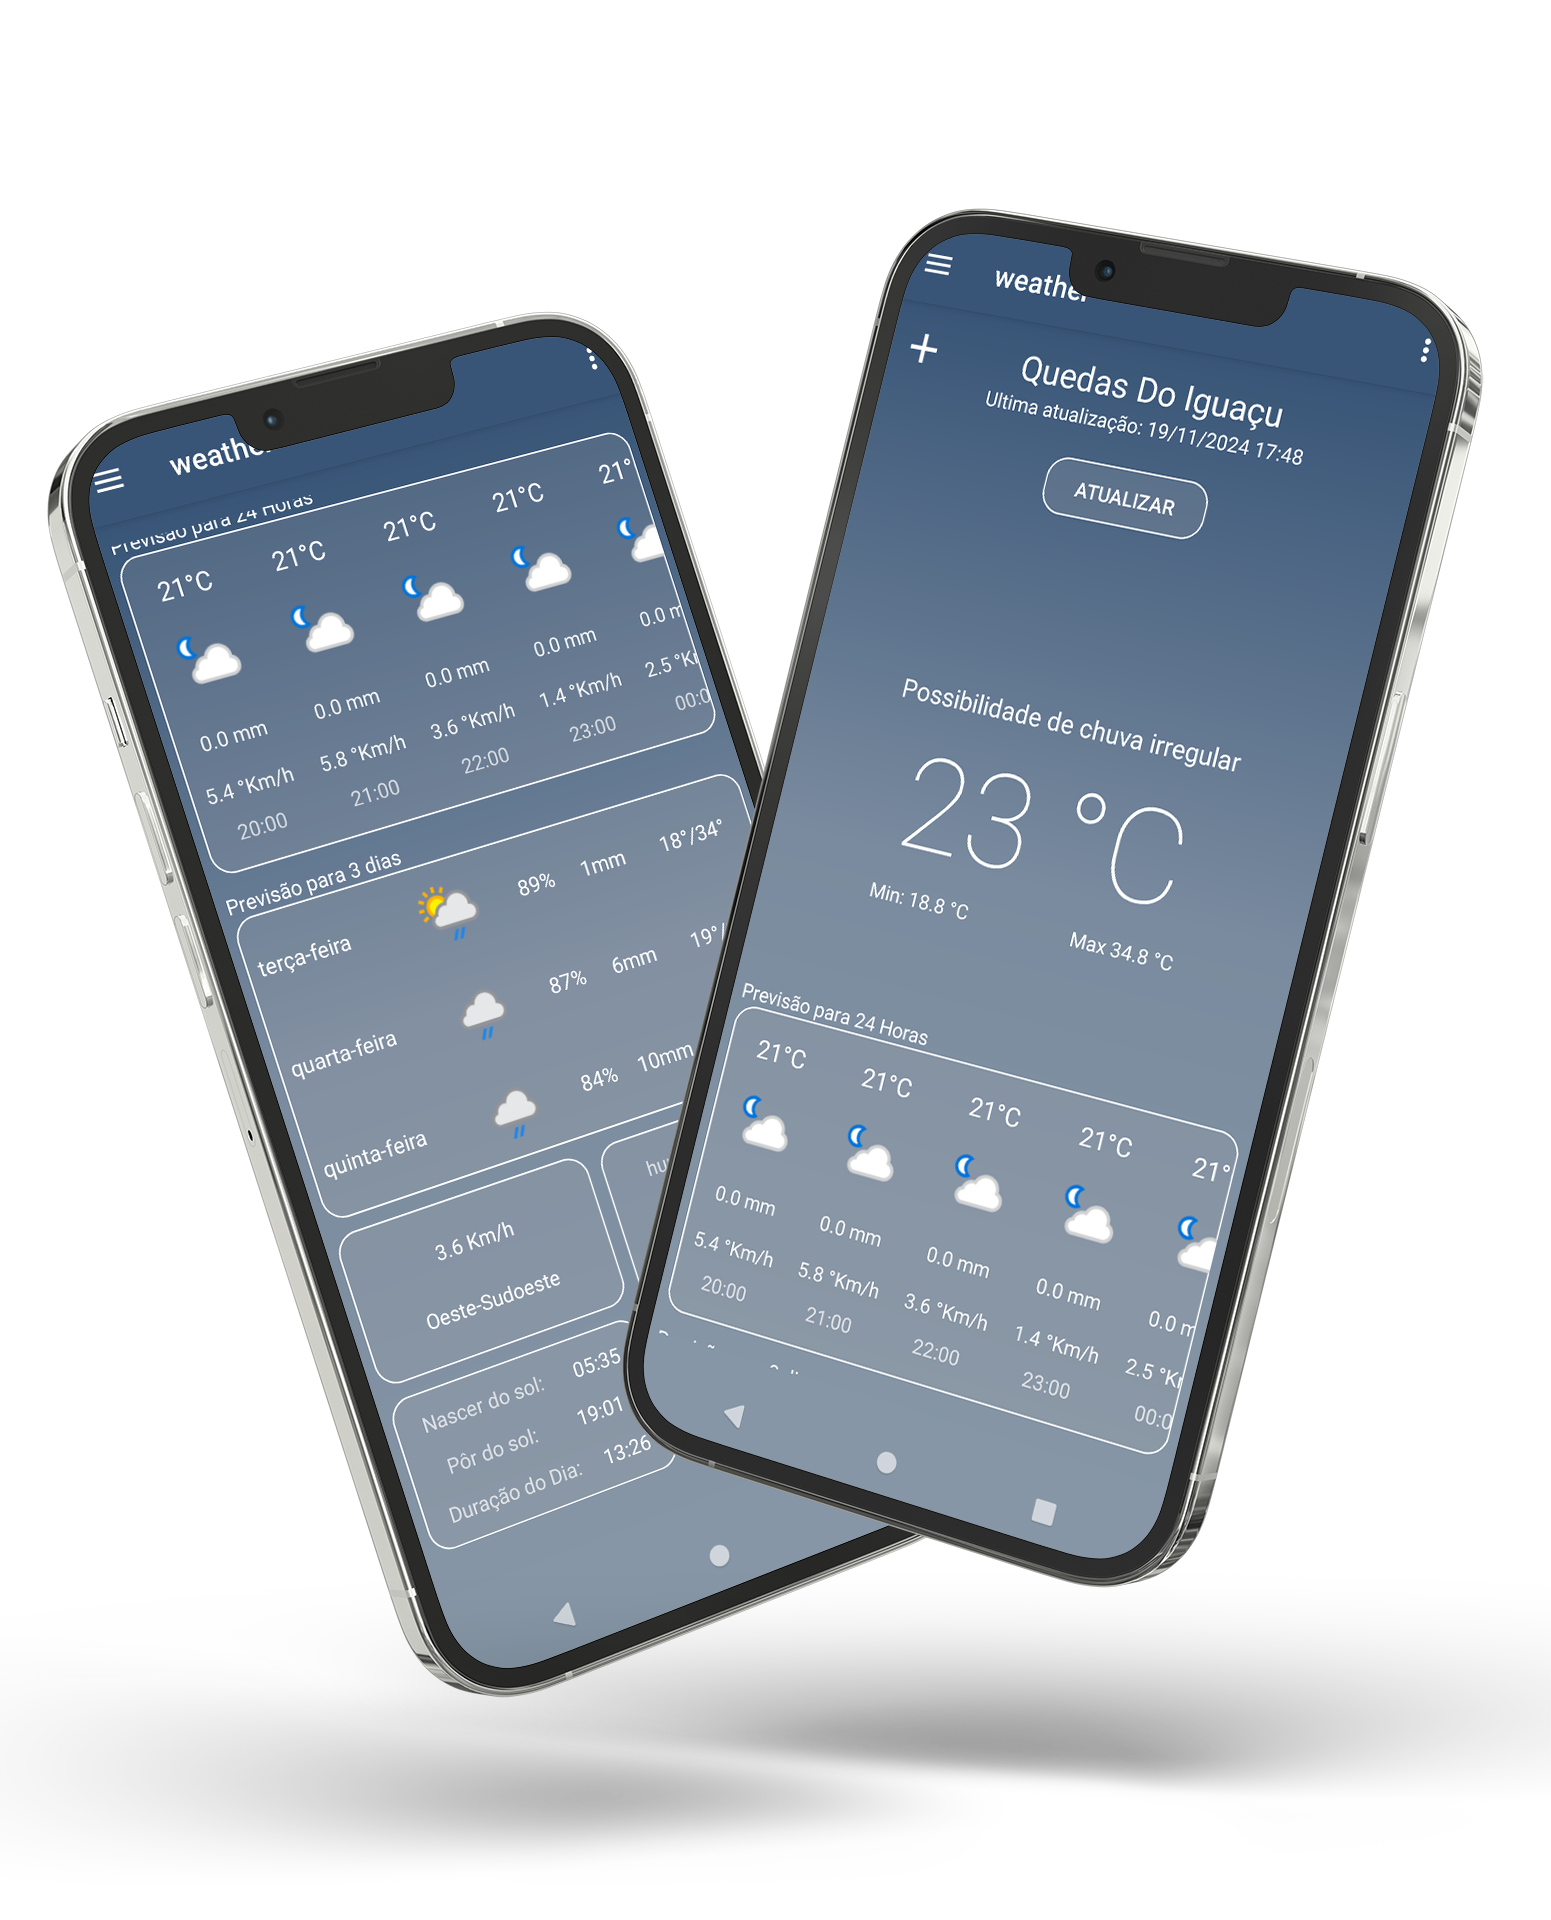 weather
Previsão para 24 Horas
21°C 21°C 21°C 21°C 21°
0.0 mm 0.0 mm 0.0 mm 0.0 mm 0.0 m
5.4 °Km/h 5.8 °Km/h 3.6 °Km/h 1.4 °Km/h 2.5 °Kr
20:00 21:00 22:00 23:00 00:0
Previsão para 3 dias
terça-feira 89% 1mm 18°/34°
quarta-feira 87% 6mm 19°/
quinta-feira 84% 10mm
3.6 Km/h
Oeste-Sudoeste
Nascer do sol: 05:35
Pôr do sol: 19:01
Duração do Dia: 13:26
weather
Quedas Do Iguaçu
Ultima atualização: 19/11/2024 17:48
ATUALIZAR
Possibilidade de chuva irregular
23 °C
Min: 18.8 °C
Max 34.8 °C
Previsão para 24 Horas
21°C 21°C 21°C 21°C 21°
0.0 mm 0.0 mm 0.0 mm 0.0 mm 0.0 m
5.4 °Km/h 5.8 °Km/h 3.6 °Km/h 1.4 °Km/h 2.5 °Kr
20:00 21:00 22:00 23:00 00:0